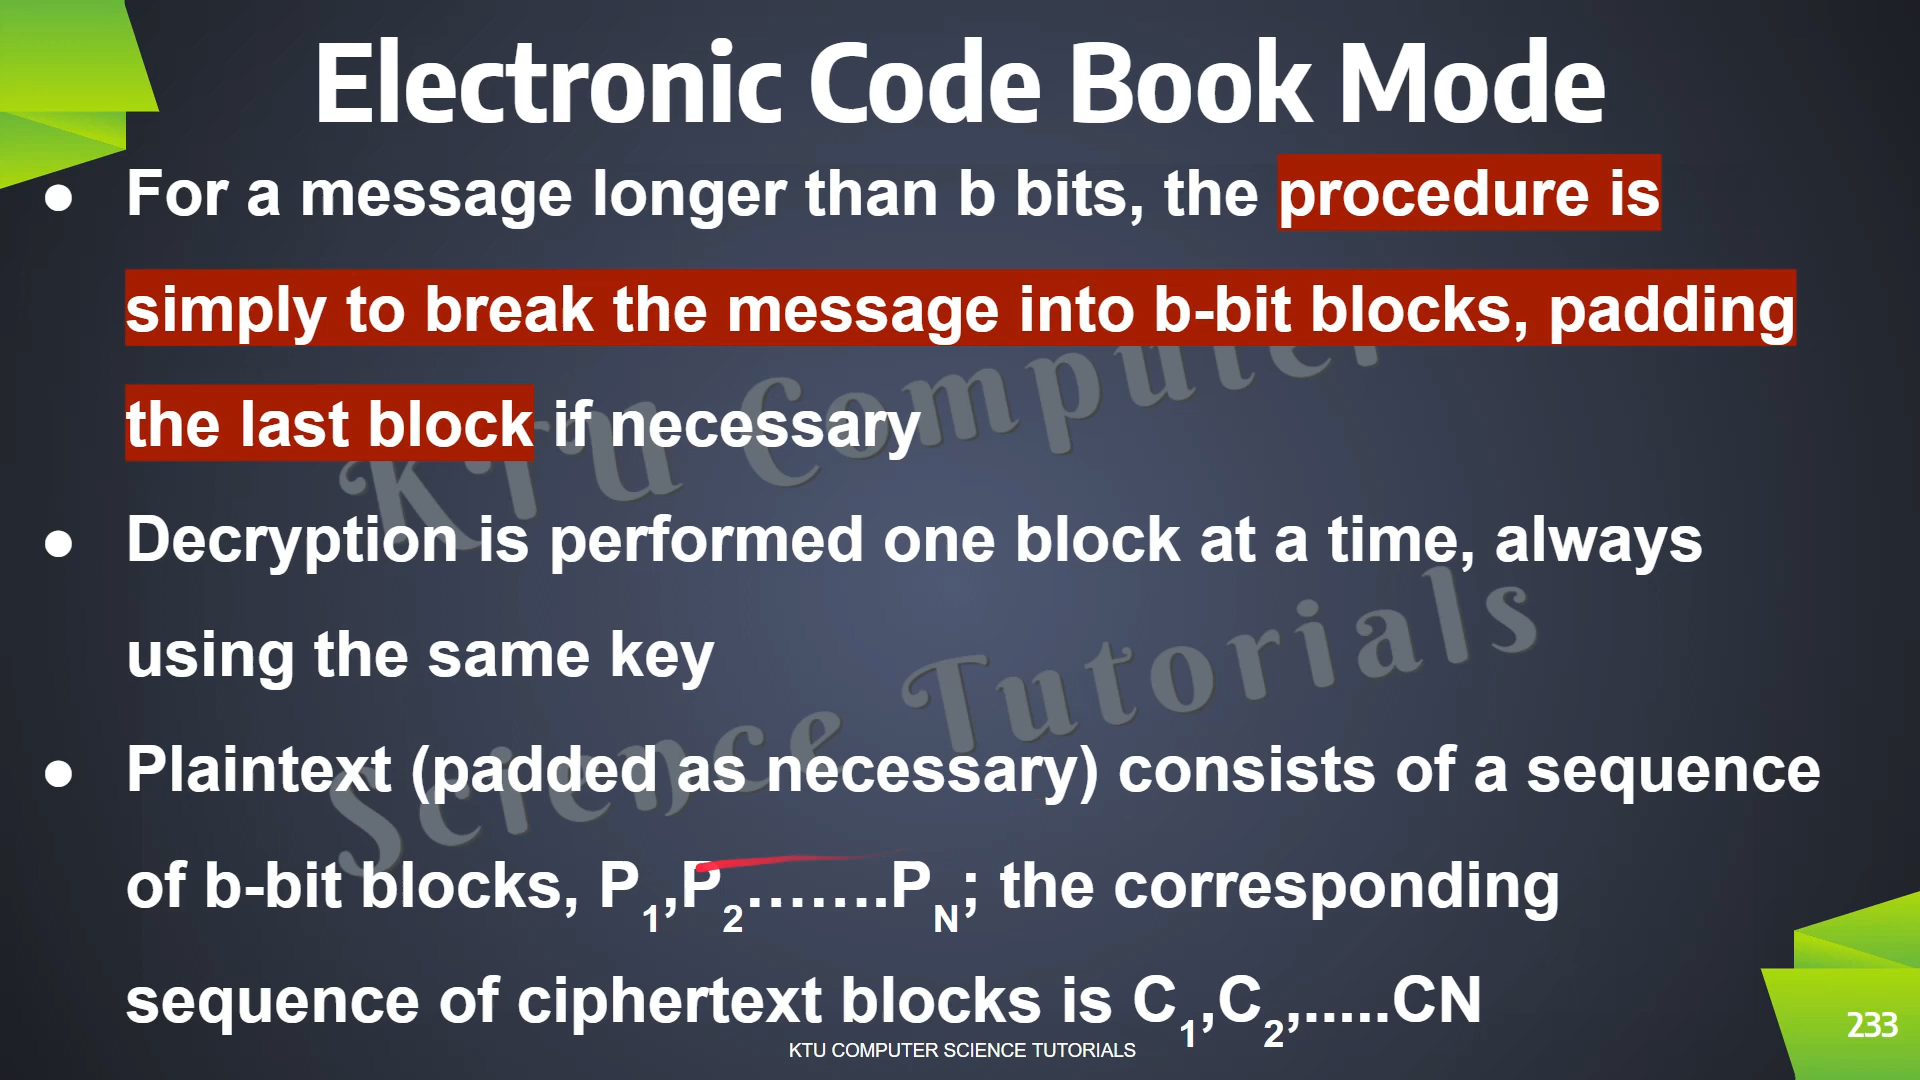 Electronic Code Book Mode
● For a message longer than b bits, the procedure is
simply to break the message into b-bit blocks, padding
the last block if necessary
● Decryption is performed one block at a time, always
using the same key
● Plaintext (padded as necessary) consists of a sequence
of b-bit blocks, P₁,P₂.......P_N; the corresponding
sequence of ciphertext blocks is C₁,C₂,.....CN
KTU COMPUTER SCIENCE TUTORIALS
233
KTU Computer
Science Tutorials